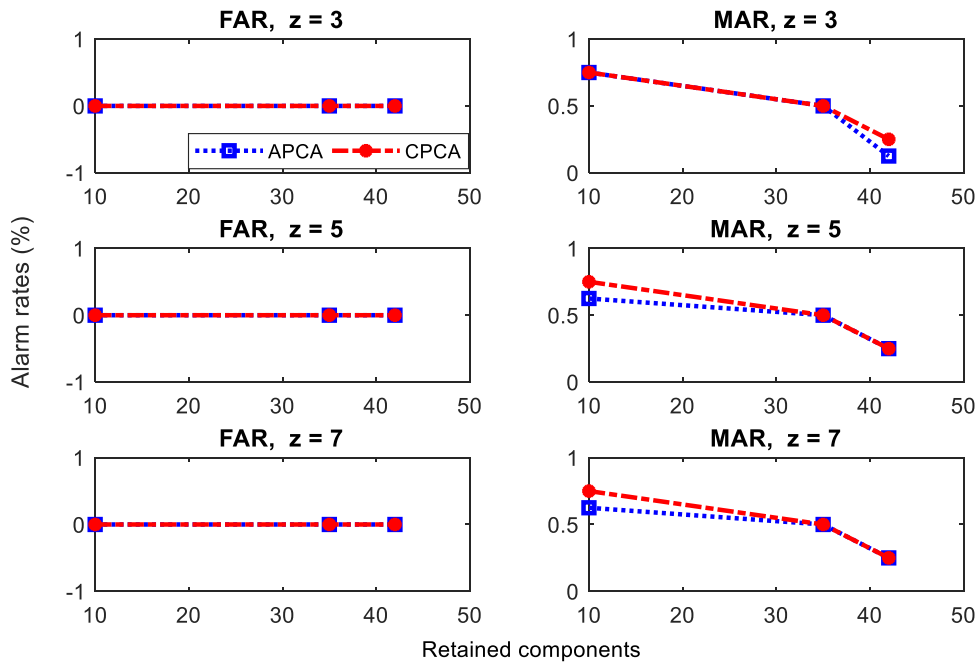 FAR, z = 3
MAR, z = 3
1
0
-1
10 20 30 40 50
APCA CPCA
1
0.5
0
10 20 30 40 50
FAR, z = 5
MAR, z = 5
1
0
-1
10 20 30 40 50
1
0.5
0
10 20 30 40 50
FAR, z = 7
MAR, z = 7
1
0
-1
10 20 30 40 50
1
0.5
0
10 20 30 40 50
Alarm rates (%)
Retained components